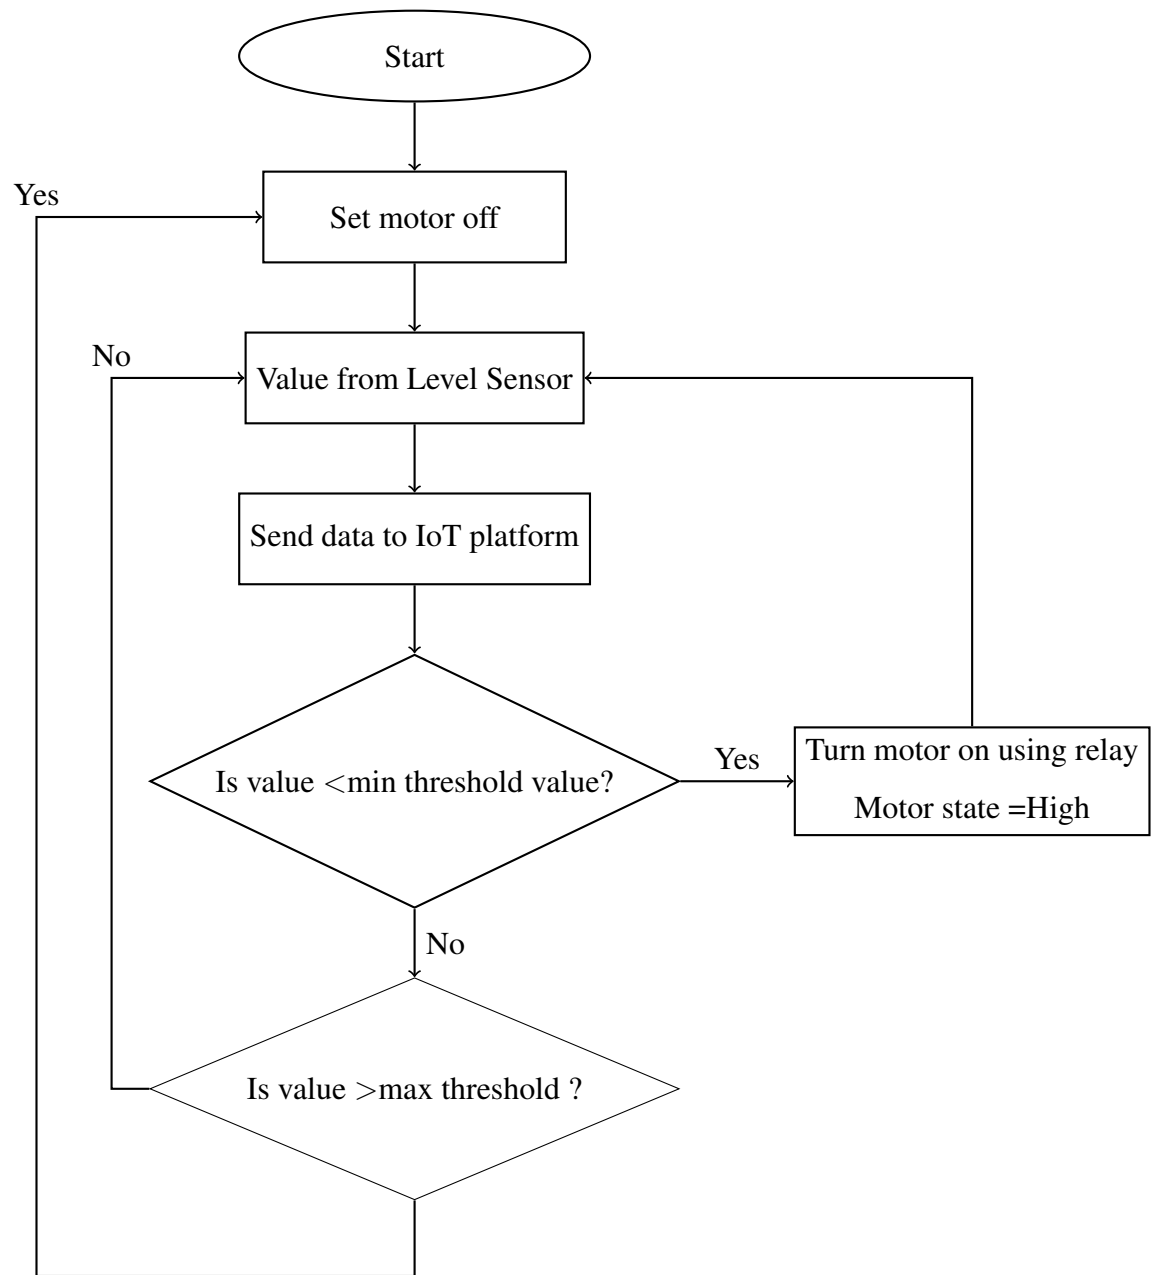 Start
Yes
Set motor off
No
Value from Level Sensor
Send data to IoT platform
Is value <min threshold value?
Yes
Turn motor on using relay
Motor state =High
No
Is value >max threshold ?